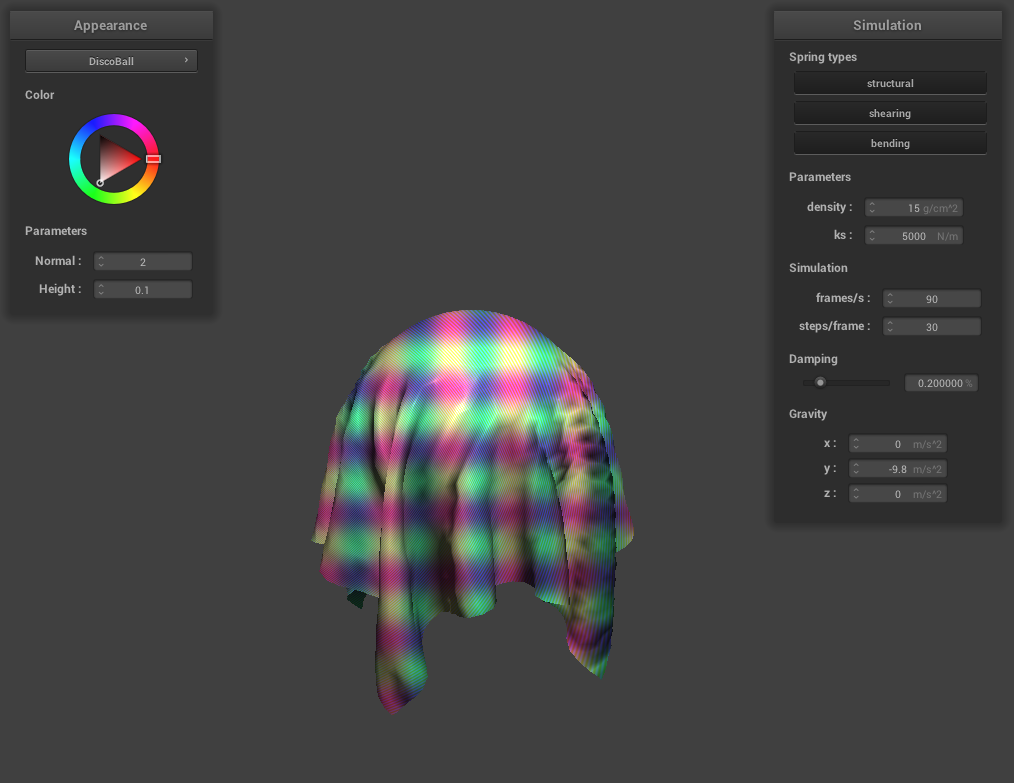 Appearance
DiscoBall
Color
Parameters
Normal : 2
Height : 0.1
Simulation
Spring types
structural
shearing
bending
Parameters
density : 15 g/cm^2
ks : 5000 N/m
Simulation
frames/s : 90
steps/frame : 30
Damping
0.200000 %
Gravity
x : 0 m/s^2
y : -9.8 m/s^2
z : 0 m/s^2